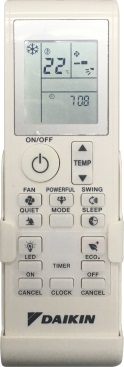 22°C
7:08
ON/OFF
TEMP
FAN POWERFUL SWING
QUIET MODE SLEEP
LED ECO+
ON TIMER OFF
CANCEL CLOCK CANCEL
DAIKIN